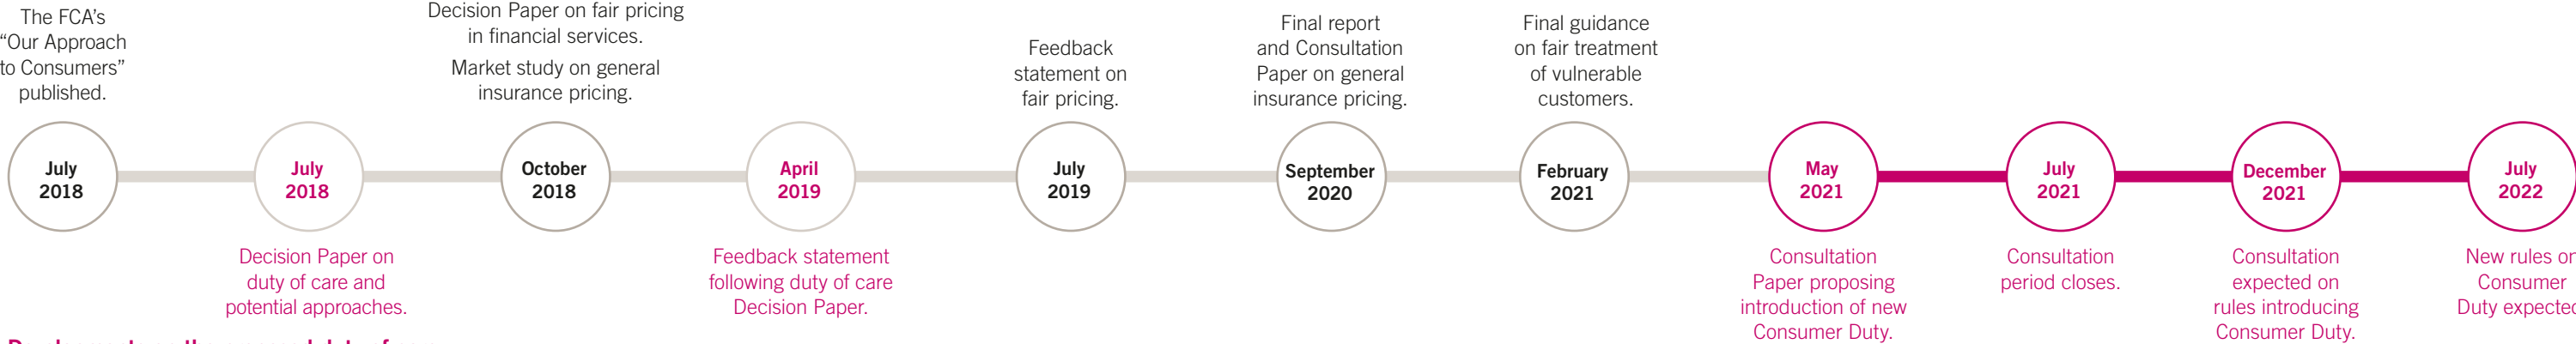 The FCA's
“Our Approach
to Consumers”
published.
July
2018
July
2018
Decision Paper on
duty of care and
potential approaches.
Decision Paper on fair pricing
in financial services.
Market study on general
insurance pricing.
October
2018
April
2019
Feedback statement
following duty of care
Decision Paper.
Feedback
statement on
fair pricing.
July
2019
Final report
and Consultation
Paper on general
insurance pricing.
September
2020
Final guidance
on fair treatment
of vulnerable
customers.
February
2021
May
2021
Consultation
Paper proposing
introduction of new
Consumer Duty.
July
2021
Consultation
period closes.
December
2021
Consultation
expected on
rules introducing
Consumer Duty.
July
2022
New rules on
Consumer
Duty expected